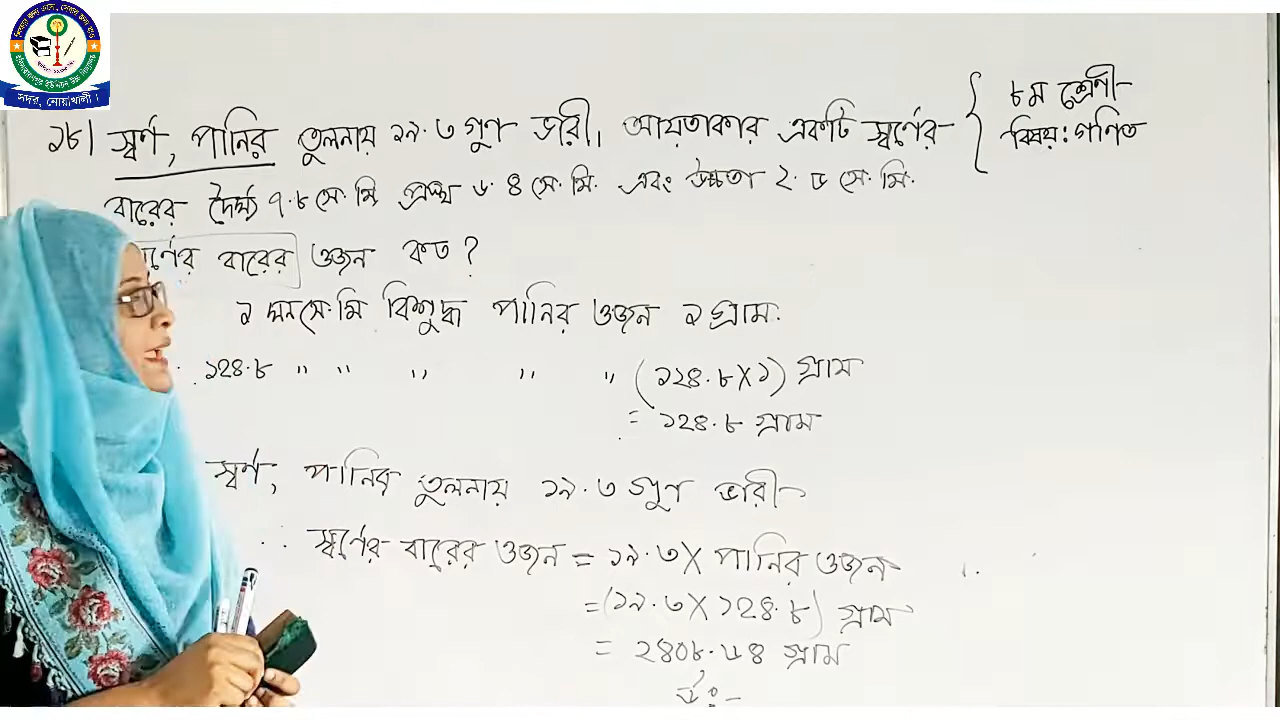 সদর, নোয়াখালী।
৮ম শ্রেণী
বিষয়: গণিত
১৮। স্বর্ণ, পানির তুলনায় ১৯.৩ গুণ ভারী। আয়তাকার একটি স্বর্ণের
বারের দৈর্ঘ্য ৭.৮ সে.মি প্রস্থ ৬.৪ সে.মি. এবং উচ্চতা ২.৫ সে.মি.
র্ণের বারের ওজন কত?
১ ঘনসে.মি বিশুদ্ধ পানির ওজন ১ গ্রাম.
∴ ১২৪.৮ " " " " " (১২৪.৮X১) গ্রাম
= ১২৪.৮ গ্রাম
স্বর্ণ, পানির তুলনায় ১৯.৩ গুণ ভারী
∴ স্বর্ণের বারের ওজন = ১৯.৩ X পানির ওজন
=(১৯.৩ X ১২৪.৮) গ্রাম
= ২৪০৮.৬৪ গ্রাম
উ:-